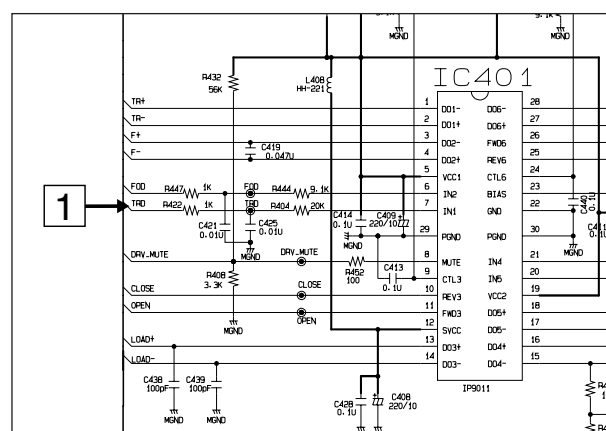 MGND
MGND
R432
56K
L408
HH-221
IC401
TR+
1
DO1-
DO6-
28
TR-
2
DO1+
DO6+
27
F+
3
DO2-
FWD6
26
F-
C419
0.047U
4
DO2+
REV6
25
5
VCC1
CTL6
24
FOD
R447
1K
FOD
R444
9.1K
6
IN2
BIAS
23
TRD
R422
1K
TRD
R404
20K
7
IN1
GND
22
1
C421
0.01U
C425
0.01U
C414
0.1U
C409
220/10
C440
0.1U
MGND
MGND
29
PGND
PGND
30
MGND
DRV_MUTE
DRV_MUTE
8
MUTE
IN4
21
R408
3.3K
R452
100
C413
0.1U
9
CTL3
IN5
20
CLOSE
CLOSE
10
REV3
VCC2
19
OPEN
OPEN
11
FWD3
DO5+
18
MGND
12
SVCC
DO5-
17
LOAD+
13
DO3+
DO4+
16
LOAD-
14
DO3-
DO4-
15
C438
100pF
C439
100pF
IP9011
C428
0.1U
C408
220/10
MGND
MGND